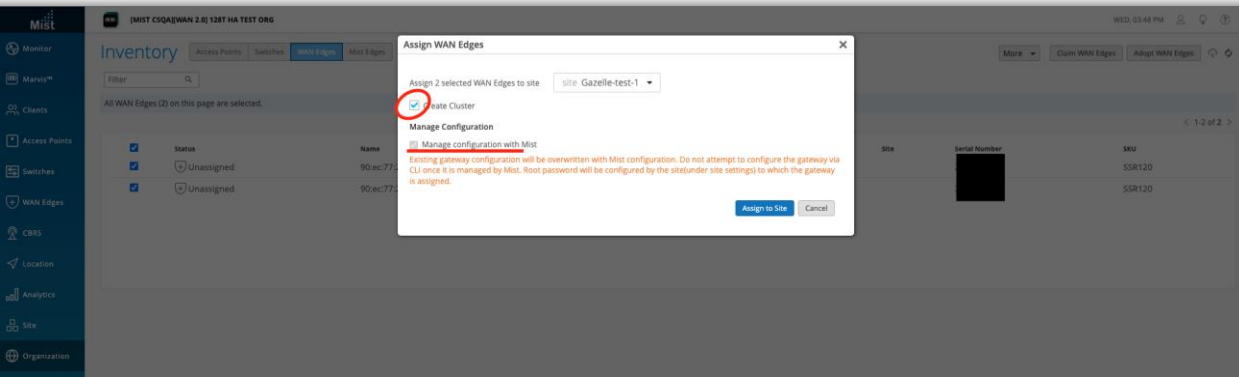 Mist
[MIST CSQA][WAN 2.0] 128T HA TEST ORG
WED, 03:48 PM
Monitor
Marvis™
Clients
Access Points
Switches
WAN Edges
CBRS
Location
Analytics
Site
Organization
Inventory
Access Points Switches WAN Edges Mist Edges
More
Claim WAN Edges
Adopt WAN Edges
Filter
All WAN Edges (2) on this page are selected.
1-2 of 2
Status Name Site Serial Number SKU
Unassigned 90:ec:77: SSR120
Unassigned 90:ec:77: SSR120
Assign WAN Edges
Assign 2 selected WAN Edges to site site Gazelle-test-1
Create Cluster
Manage Configuration
Manage configuration with Mist
Existing gateway configuration will be overwritten with Mist configuration. Do not attempt to configure the gateway via
CLI once it is managed by Mist. Root password will be configured by the site(under site settings) to which the gateway
is assigned.
Assign to Site Cancel